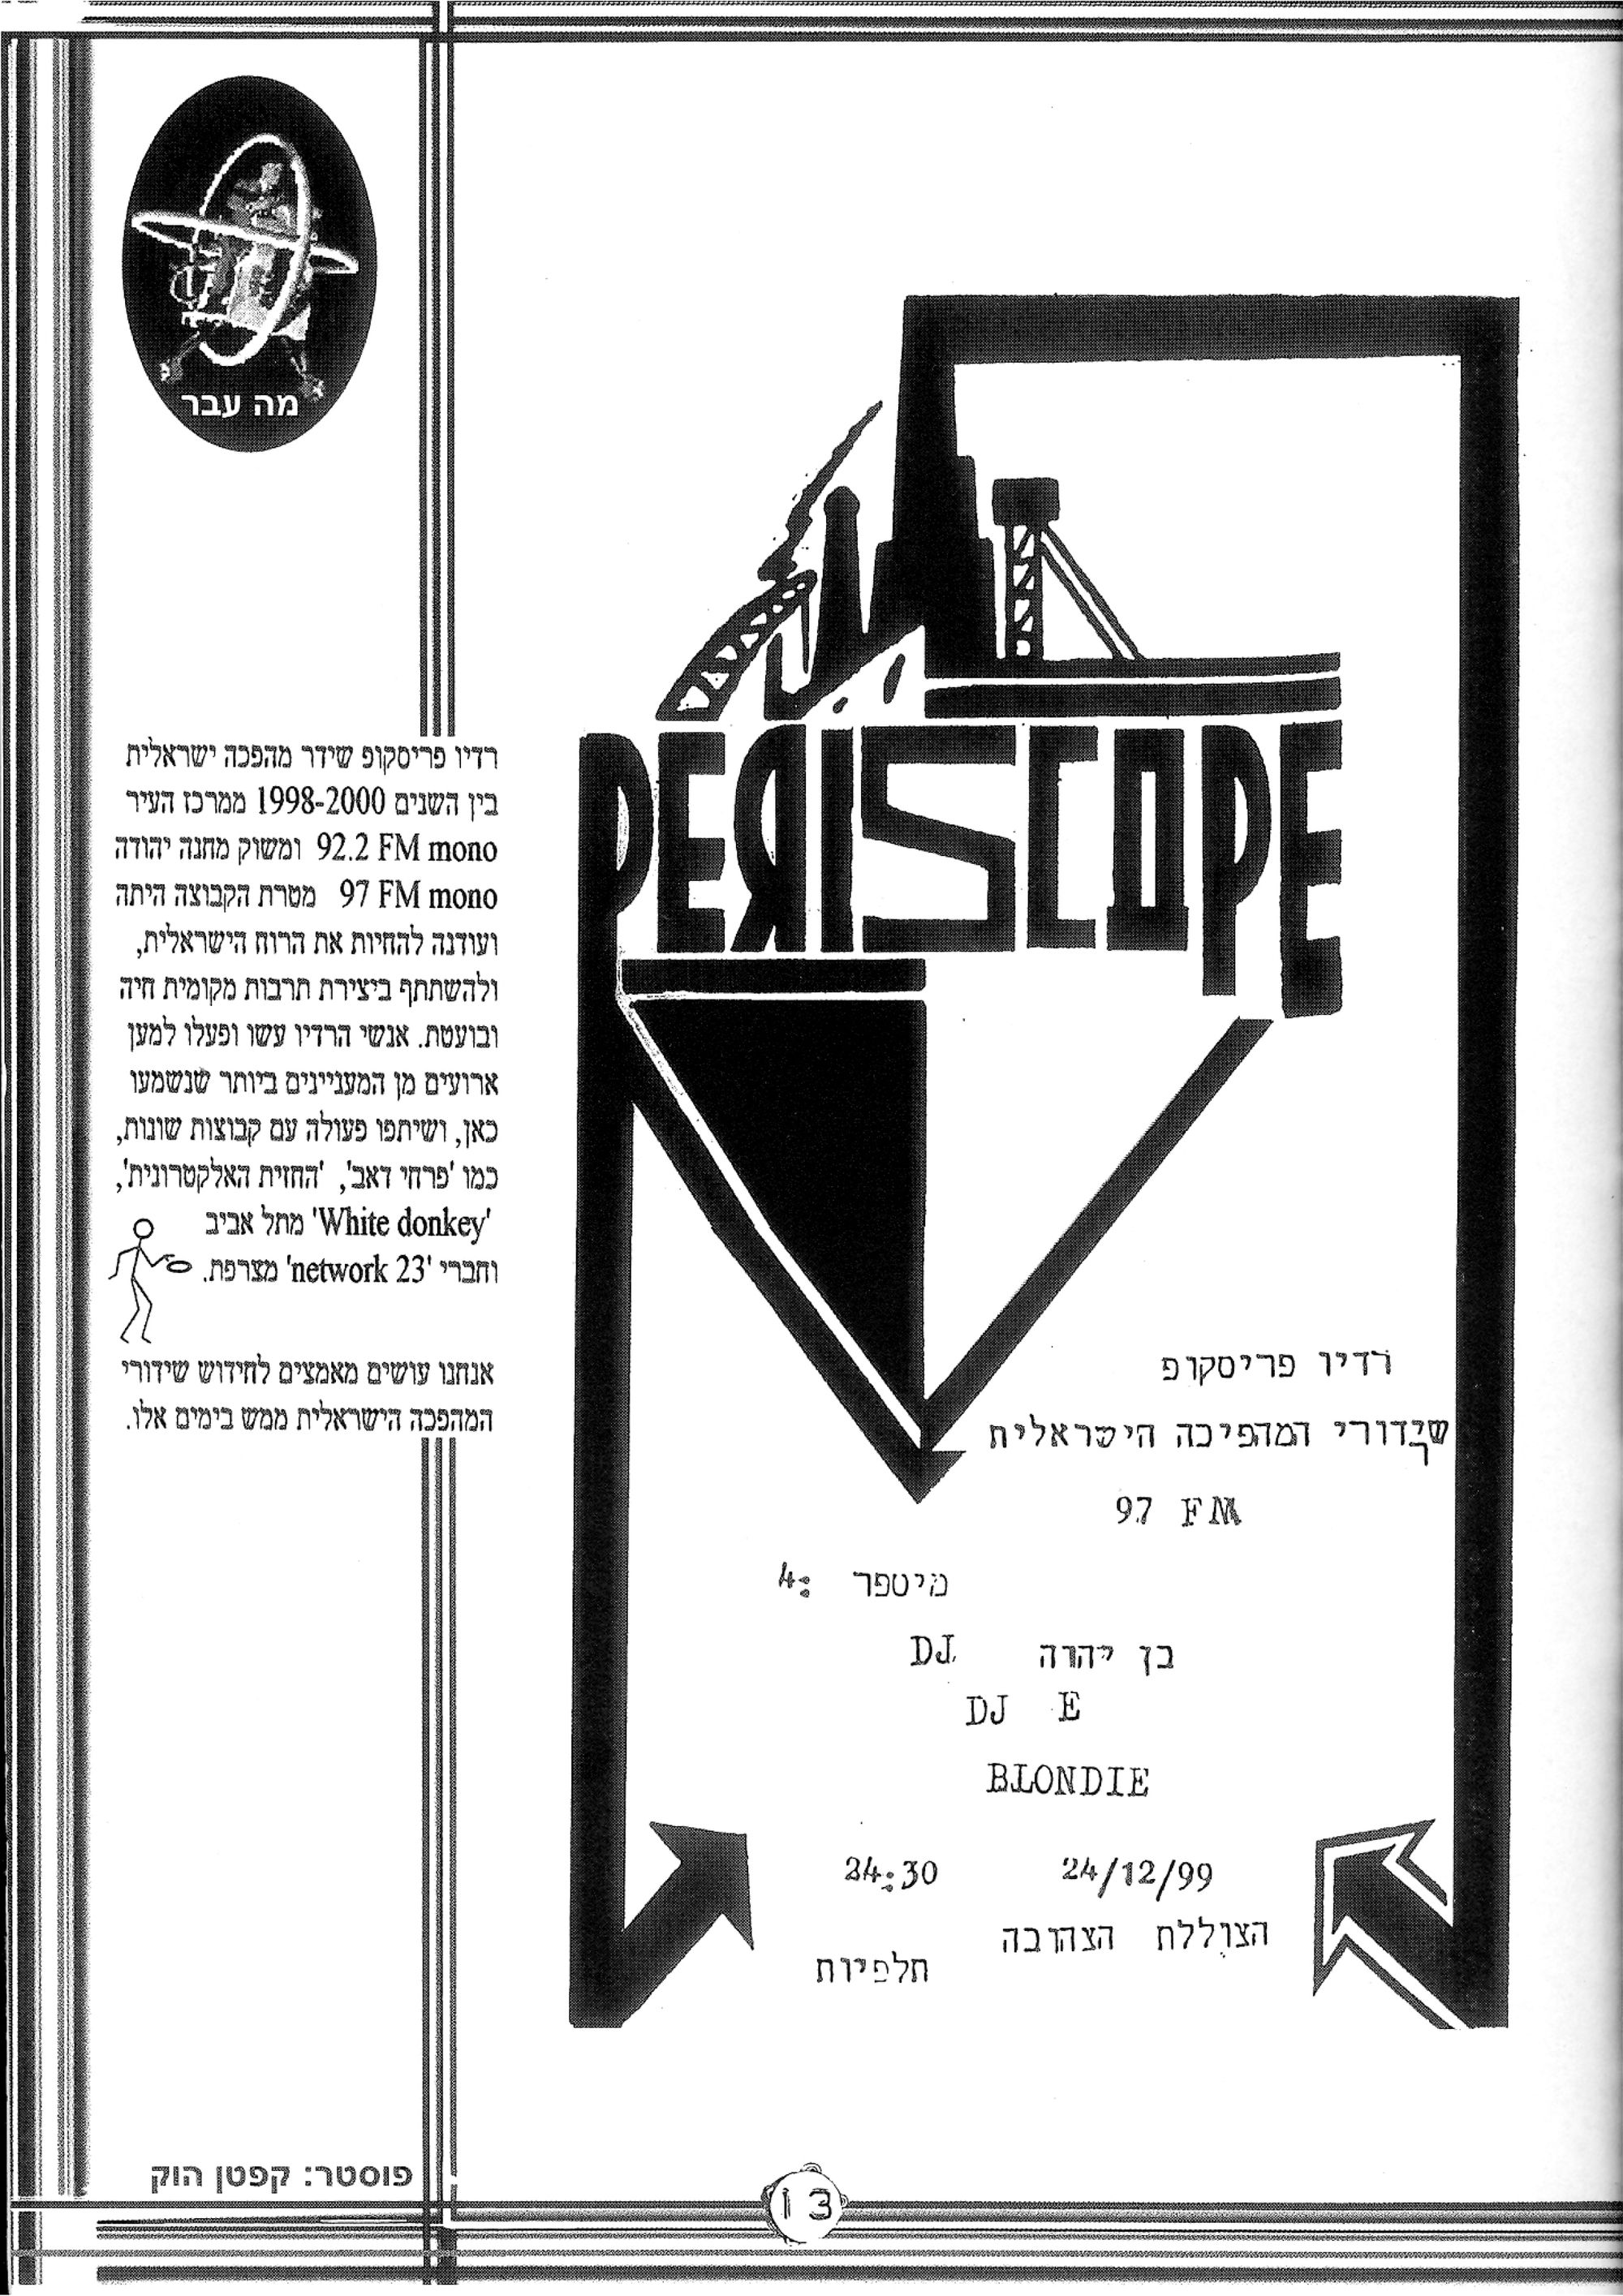 מה עבר
רדיו פריסקופ שידר מהפכה ישראלית
בין השנים 1998-2000 ממרכז העיר
92.2 FM mono ומשוק מחנה יהודה
97 FM mono מטרת הקבוצה היתה
ועודנה להחיות את הרוח הישראלית,
ולהשתתף ביצירת תרבות מקומית חיה
ובועטת. אנשי הרדיו עשו ופעלו למען
ארועים מן המעניינים ביותר שנשמעו
כאן, ושיתפו פעולה עם קבוצות שונות,
כמו 'פרחי דאב', 'החזית האלקטרונית',
'White donkey' מתל אביב
וחברי 'network 23' מצרפת.
אנחנו עושים מאמצים לחידוש שידורי
המהפכה הישראלית ממש בימים אלו.
PERISCOPE
רדיו פריסקופ
שידורי המהפיכה הישראלית
97 FM
מיטפר 4:
בן יהוה DJ
DJ E
BLONDIE
24/12/99 24:30
הצוללת הצהובה
תלפיות
פוסטר: קפטן הוק
13